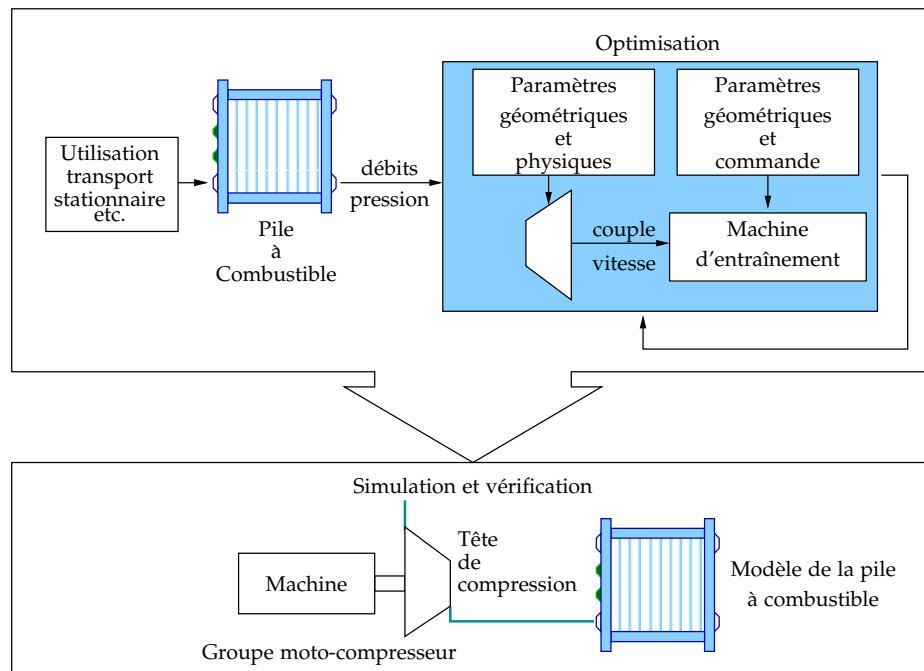 Optimisation
Utilisation
transport
stationnaire
etc.
Pile
à
Combustible
débits
pression
Paramètres
géométriques
et
physiques
Paramètres
géométriques
et
commande
couple
vitesse
Machine
d'entraînement
Simulation et vérification
Machine
Tête
de
compression
Groupe moto-compresseur
Modèle de la pile
à combustible